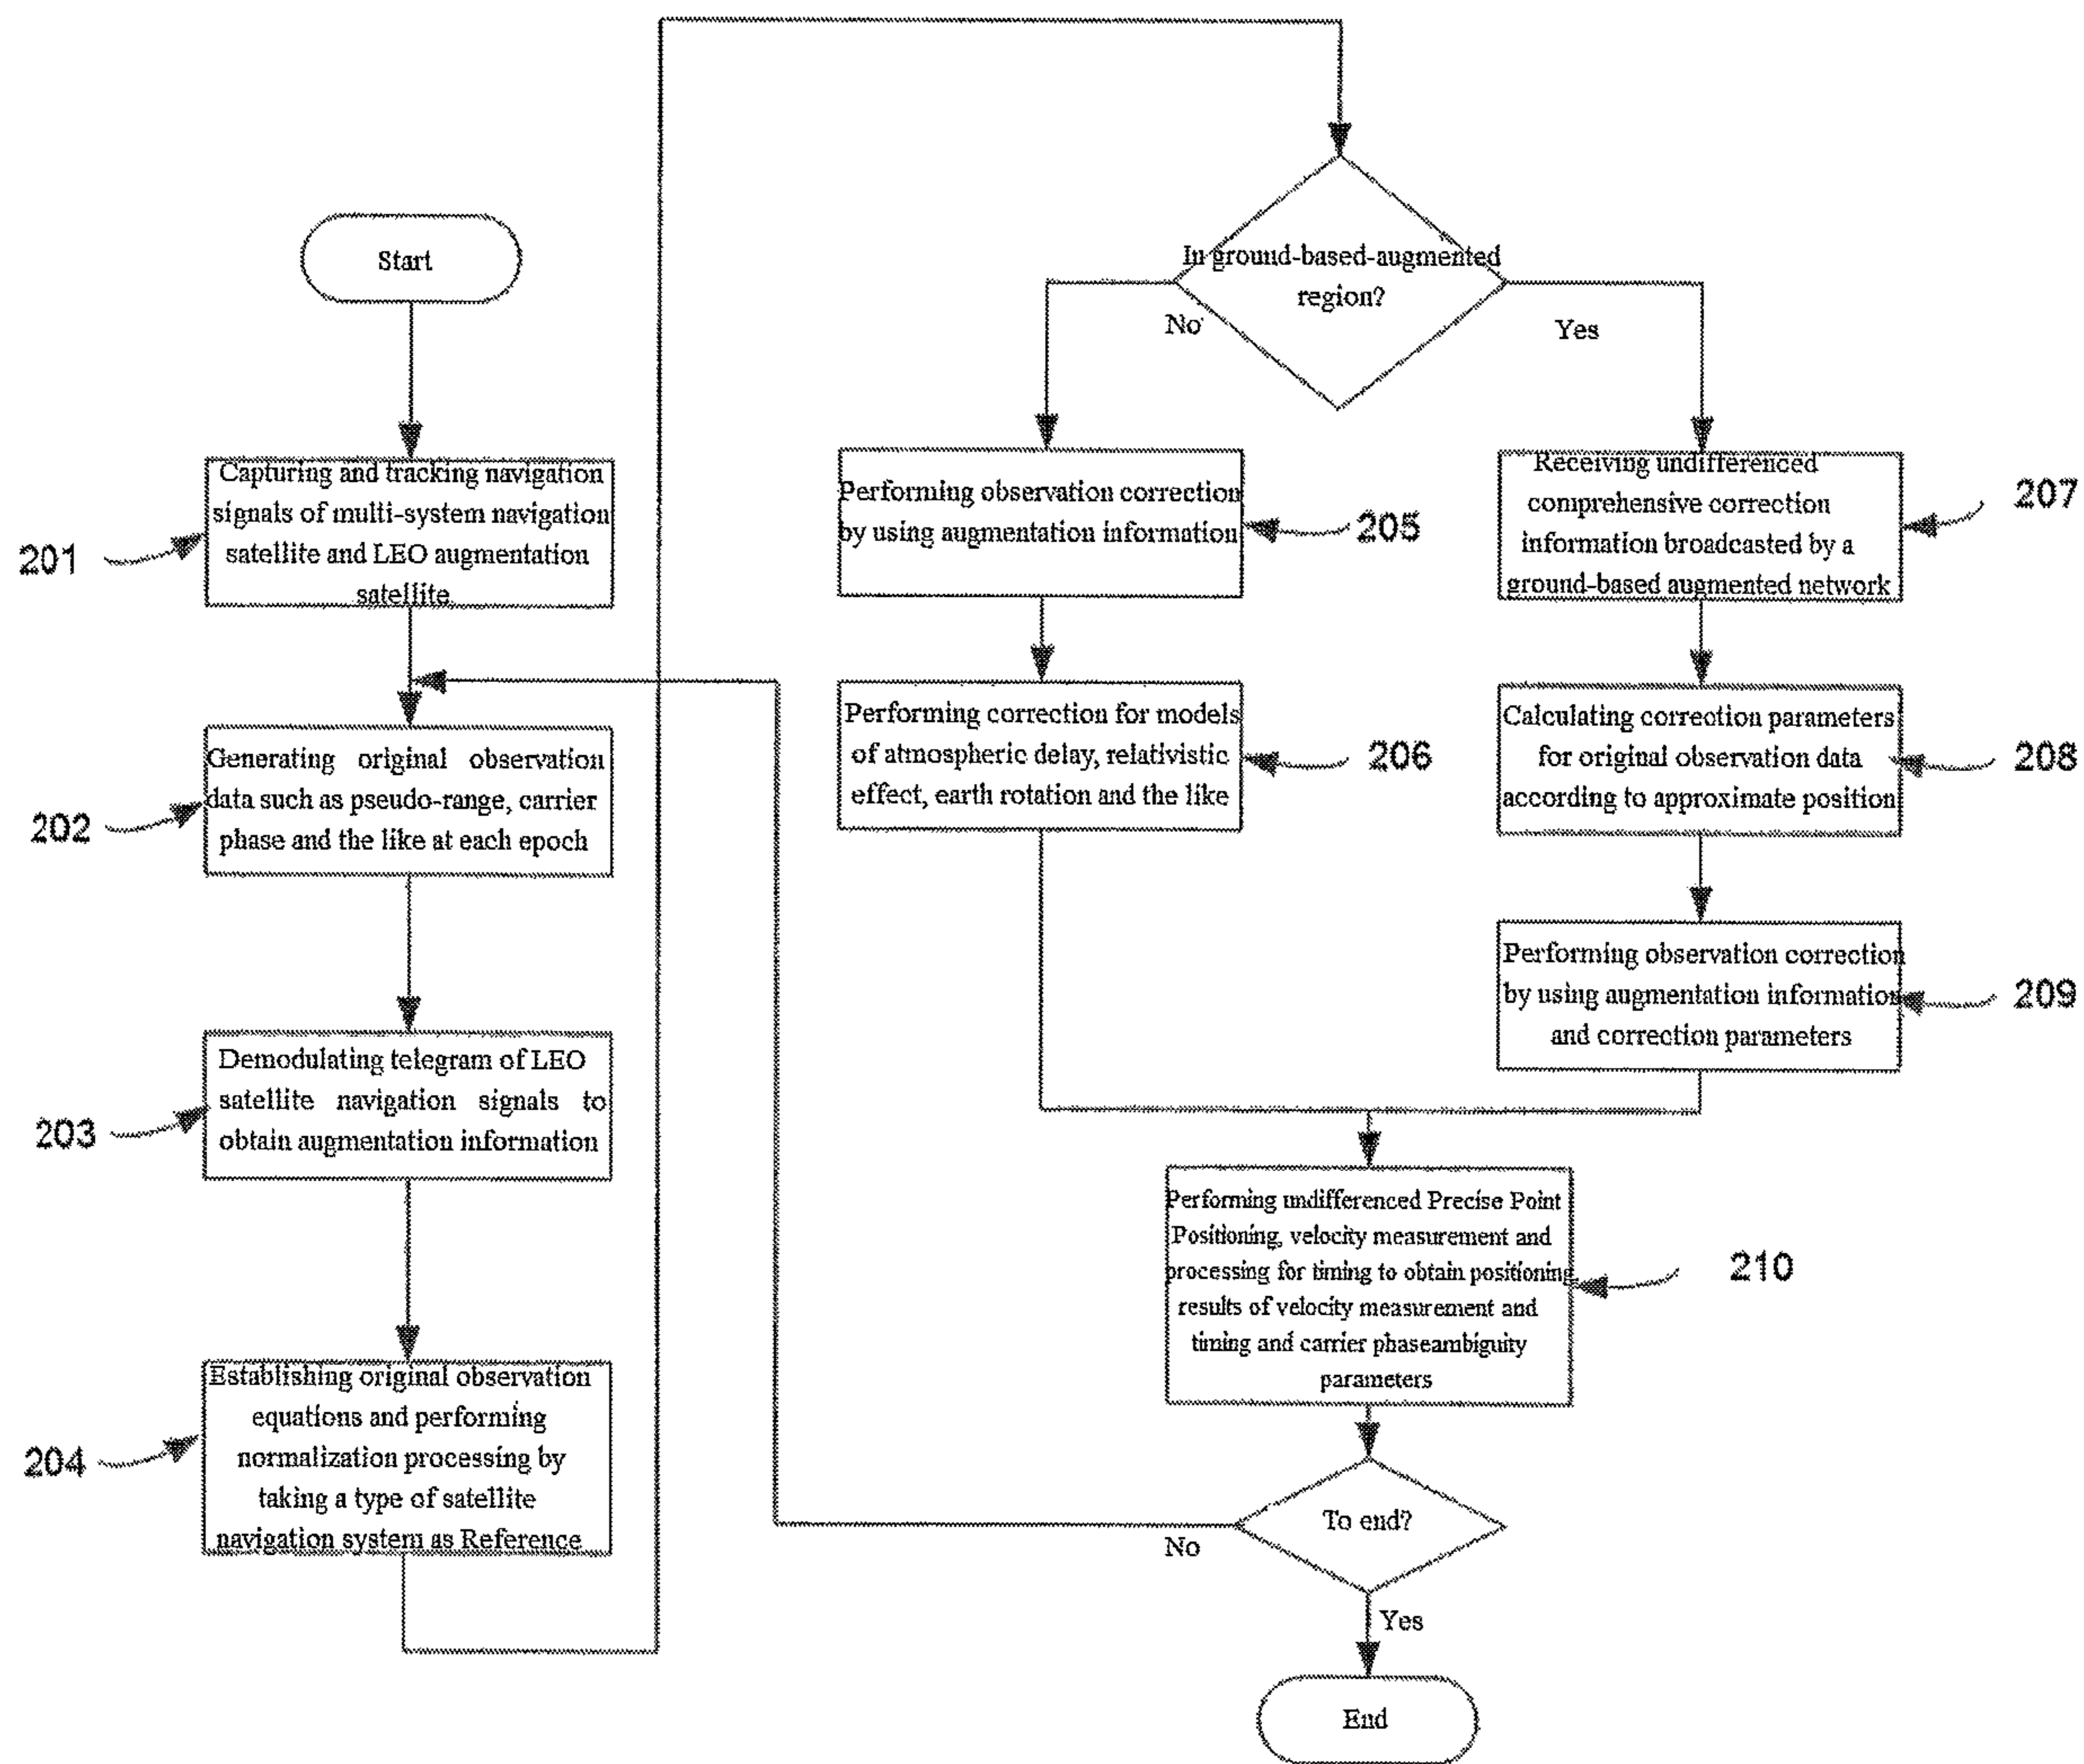 Start
Capturing and tracking navigation
signals of multi-system navigation
satellite and LEO augmentation
satellite
201
Generating original observation
data such as pseudo-range, carrier
phase and the like at each epoch
202
Demodulating telegram of LEO
satellite navigation signals to
obtain augmentation information
203
Establishing original observation
equations and performing
normalization processing by
taking a type of satellite
navigation system as Reference
204
In ground-based-augmented
region?
No
Yes
Performing observation correction
by using augmentation information
205
Performing correction for models
of atmospheric delay, relativistic
effect, earth rotation and the like
206
Receiving undifferenced
comprehensive correction
information broadcasted by a
ground-based augmented network
207
Calculating correction parameters
for original observation data
according to approximate position
208
Performing observation correction
by using augmentation information
and correction parameters
209
Performing undifferenced Precise Point
Positioning, velocity measurement and
processing for timing to obtain positioning
results of velocity measurement and
timing and carrier phaseambiguity
parameters
210
To end?
No
Yes
End